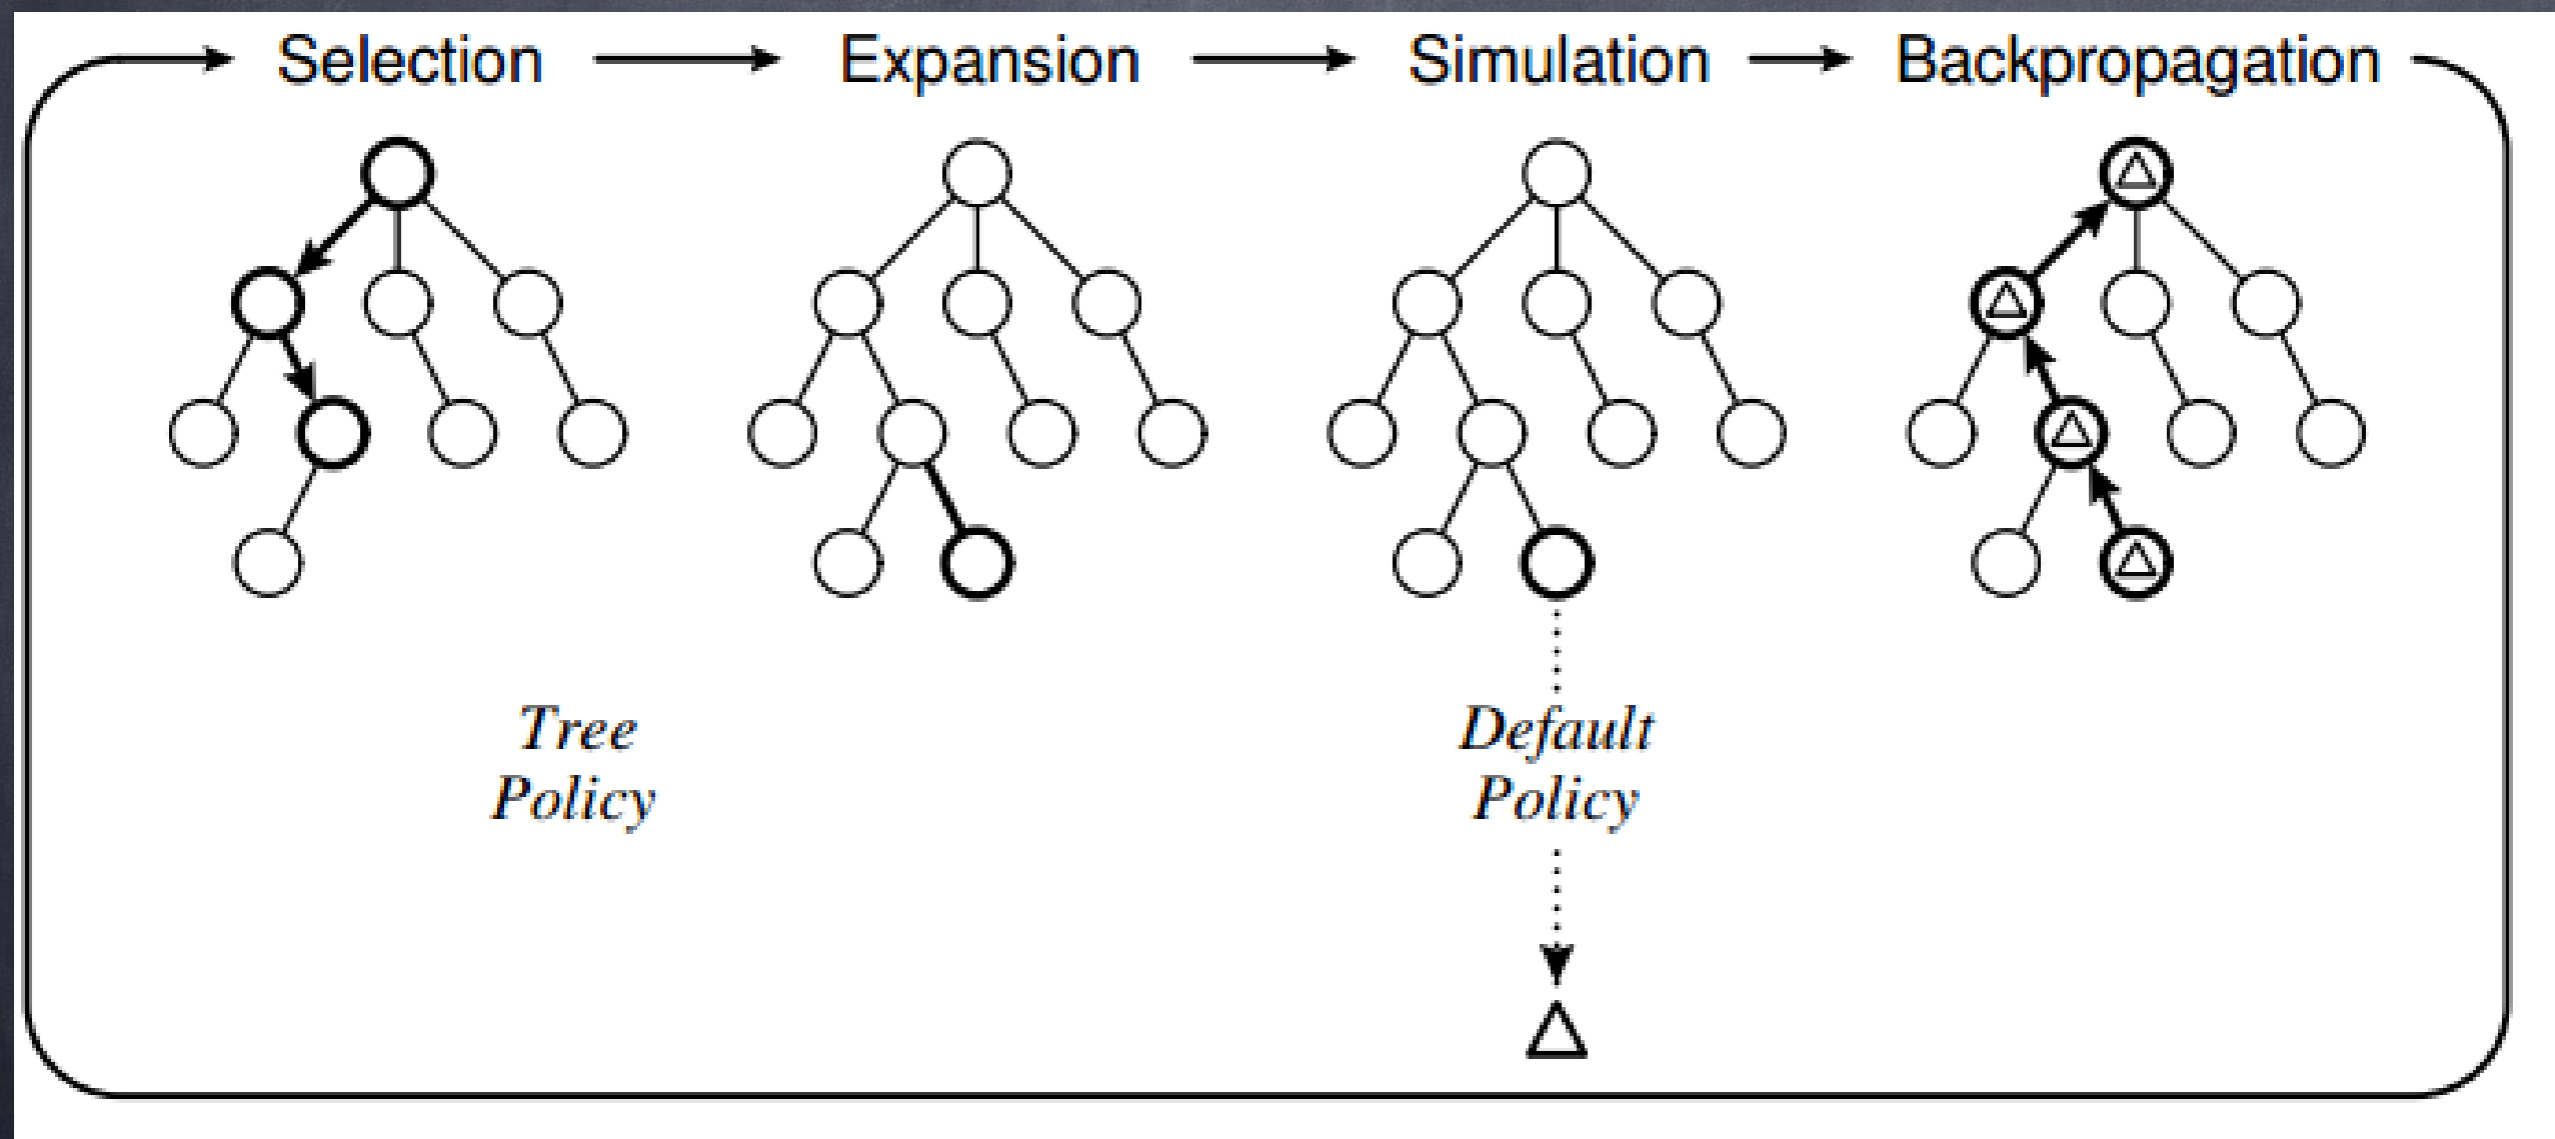 Selection
Expansion
Simulation
Backpropagation
Tree
Policy
Default
Policy